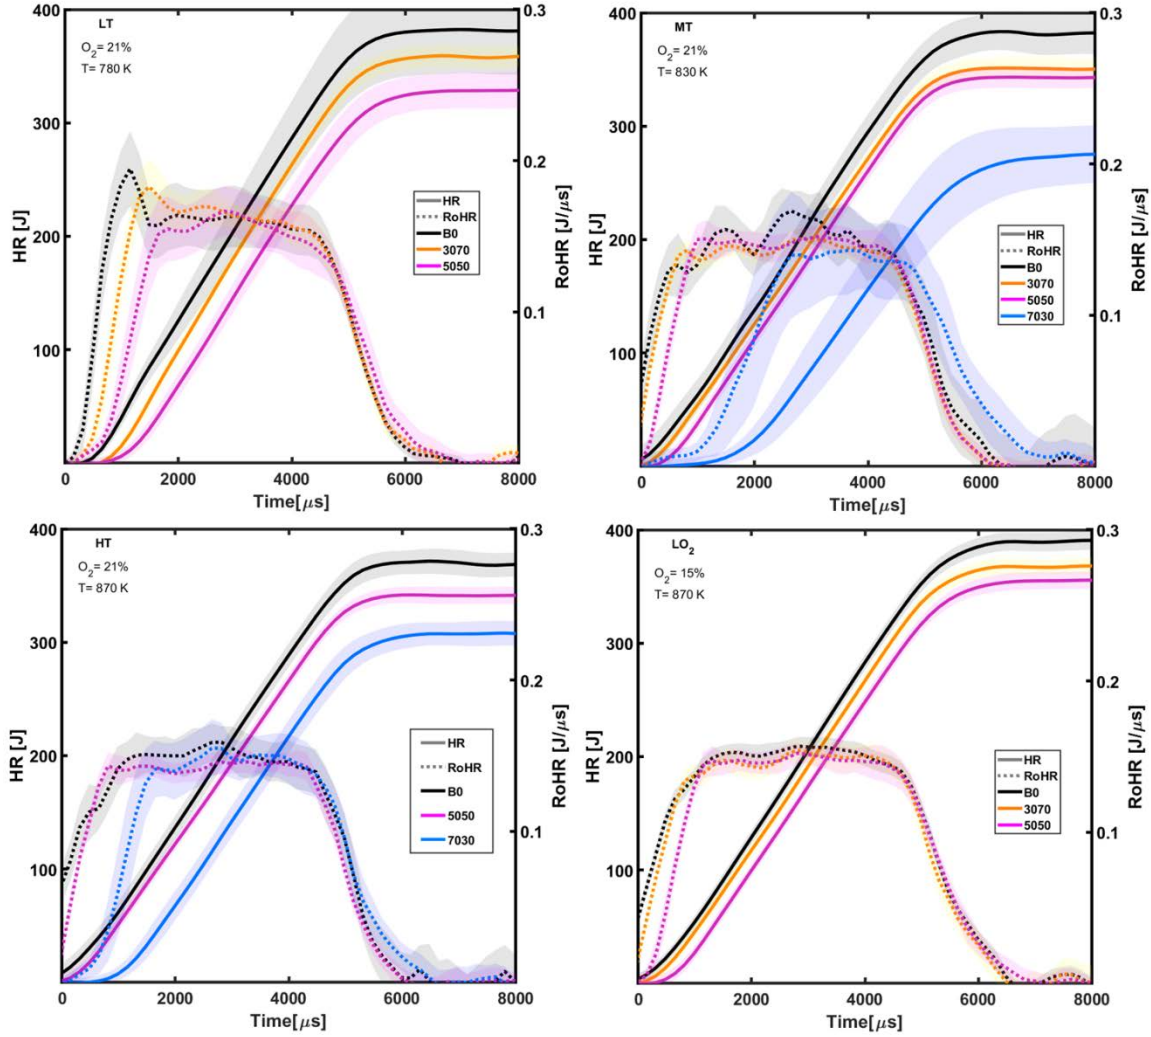 LT
O2= 21%
T= 780 K
HR [J]
400
300
200
100
0.3
0.2
0.1
RoHR [J/μs]
HR
RoHR
B0
3070
5050
0 2000 4000 6000 8000
Time[μs]
MT
O2= 21%
T= 830 K
HR [J]
400
300
200
100
0.3
0.2
0.1
RoHR [J/μs]
HR
RoHR
B0
3070
5050
7030
0 2000 4000 6000 8000
Time[μs]
HT
O2= 21%
T= 870 K
HR [J]
400
300
200
100
0.3
0.2
0.1
RoHR [J/μs]
HR
RoHR
B0
5050
7030
0 2000 4000 6000 8000
Time[μs]
LO2
O2= 15%
T= 870 K
HR [J]
400
300
200
100
0.3
0.2
0.1
RoHR [J/μs]
HR
RoHR
B0
3070
5050
0 2000 4000 6000 8000
Time[μs]